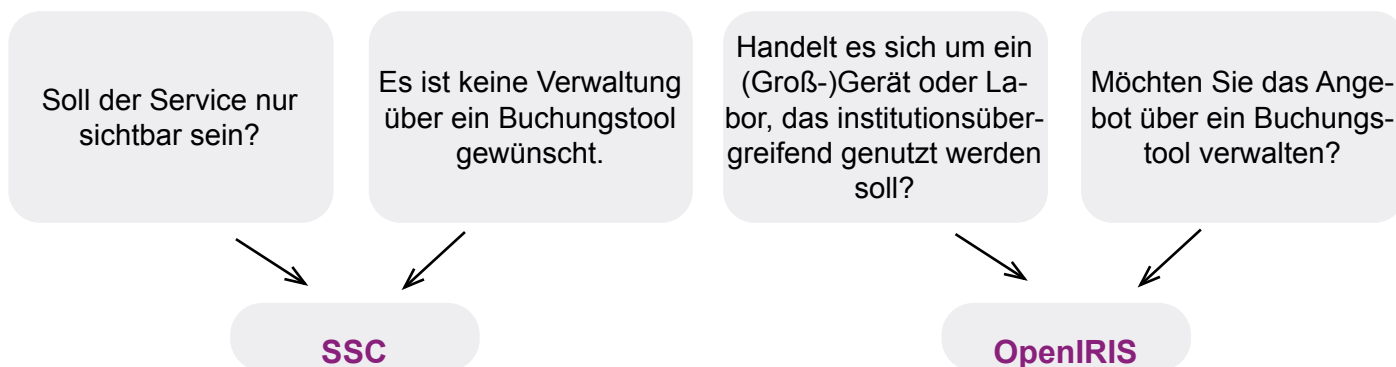 Soll der Service nur
sichtbar sein?
Es ist keine Verwaltung
über ein Buchungstool
gewünscht.
Handelt es sich um ein
(Groß-)Gerät oder La-
bor, das institutionsüber-
greifend genutzt werden
soll?
Möchten Sie das Ange-
bot über ein Buchungs-
tool verwalten?
SSC
OpenIRIS